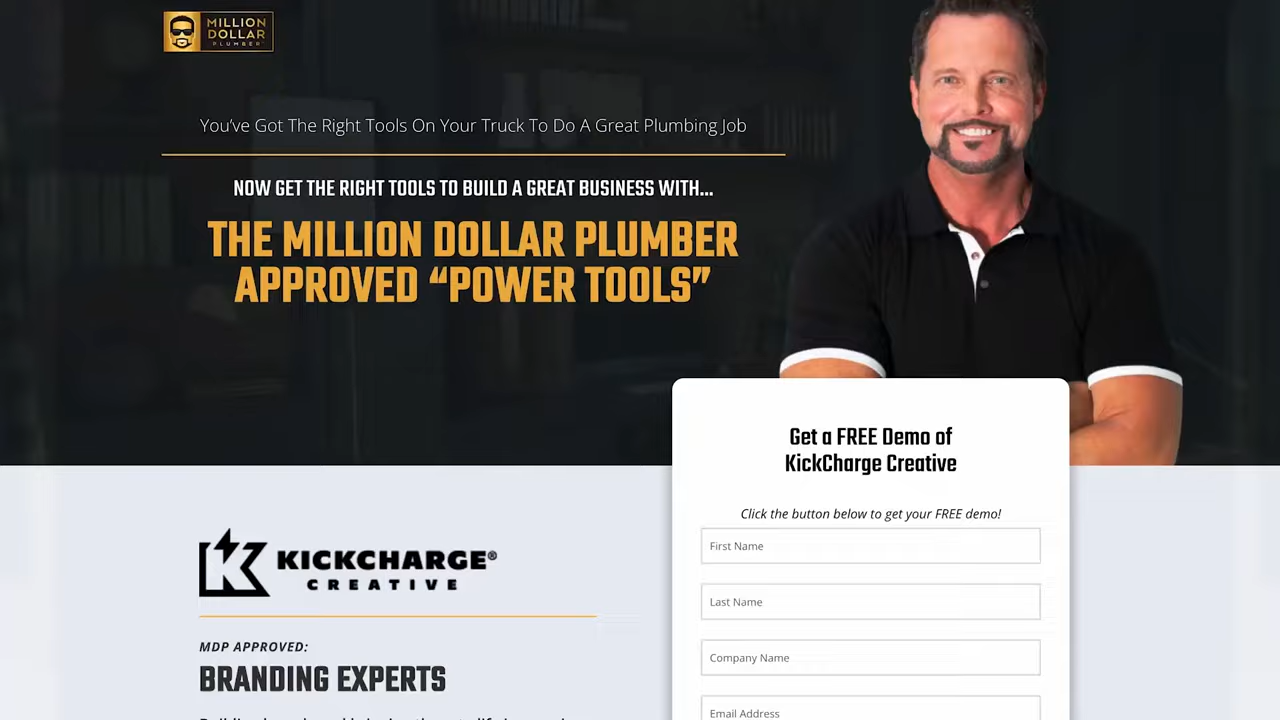 MILLION
DOLLAR
PLUMBER
You've Got The Right Tools On Your Truck To Do A Great Plumbing Job
NOW GET THE RIGHT TOOLS TO BUILD A GREAT BUSINESS WITH...
THE MILLION DOLLAR PLUMBER
APPROVED “POWER TOOLS”
Get a FREE Demo of
KickCharge Creative
Click the button below to get your FREE demo!
First Name
Last Name
Company Name
Email Address
KICKCHARGE®
CREATIVE
MDP APPROVED:
BRANDING EXPERTS